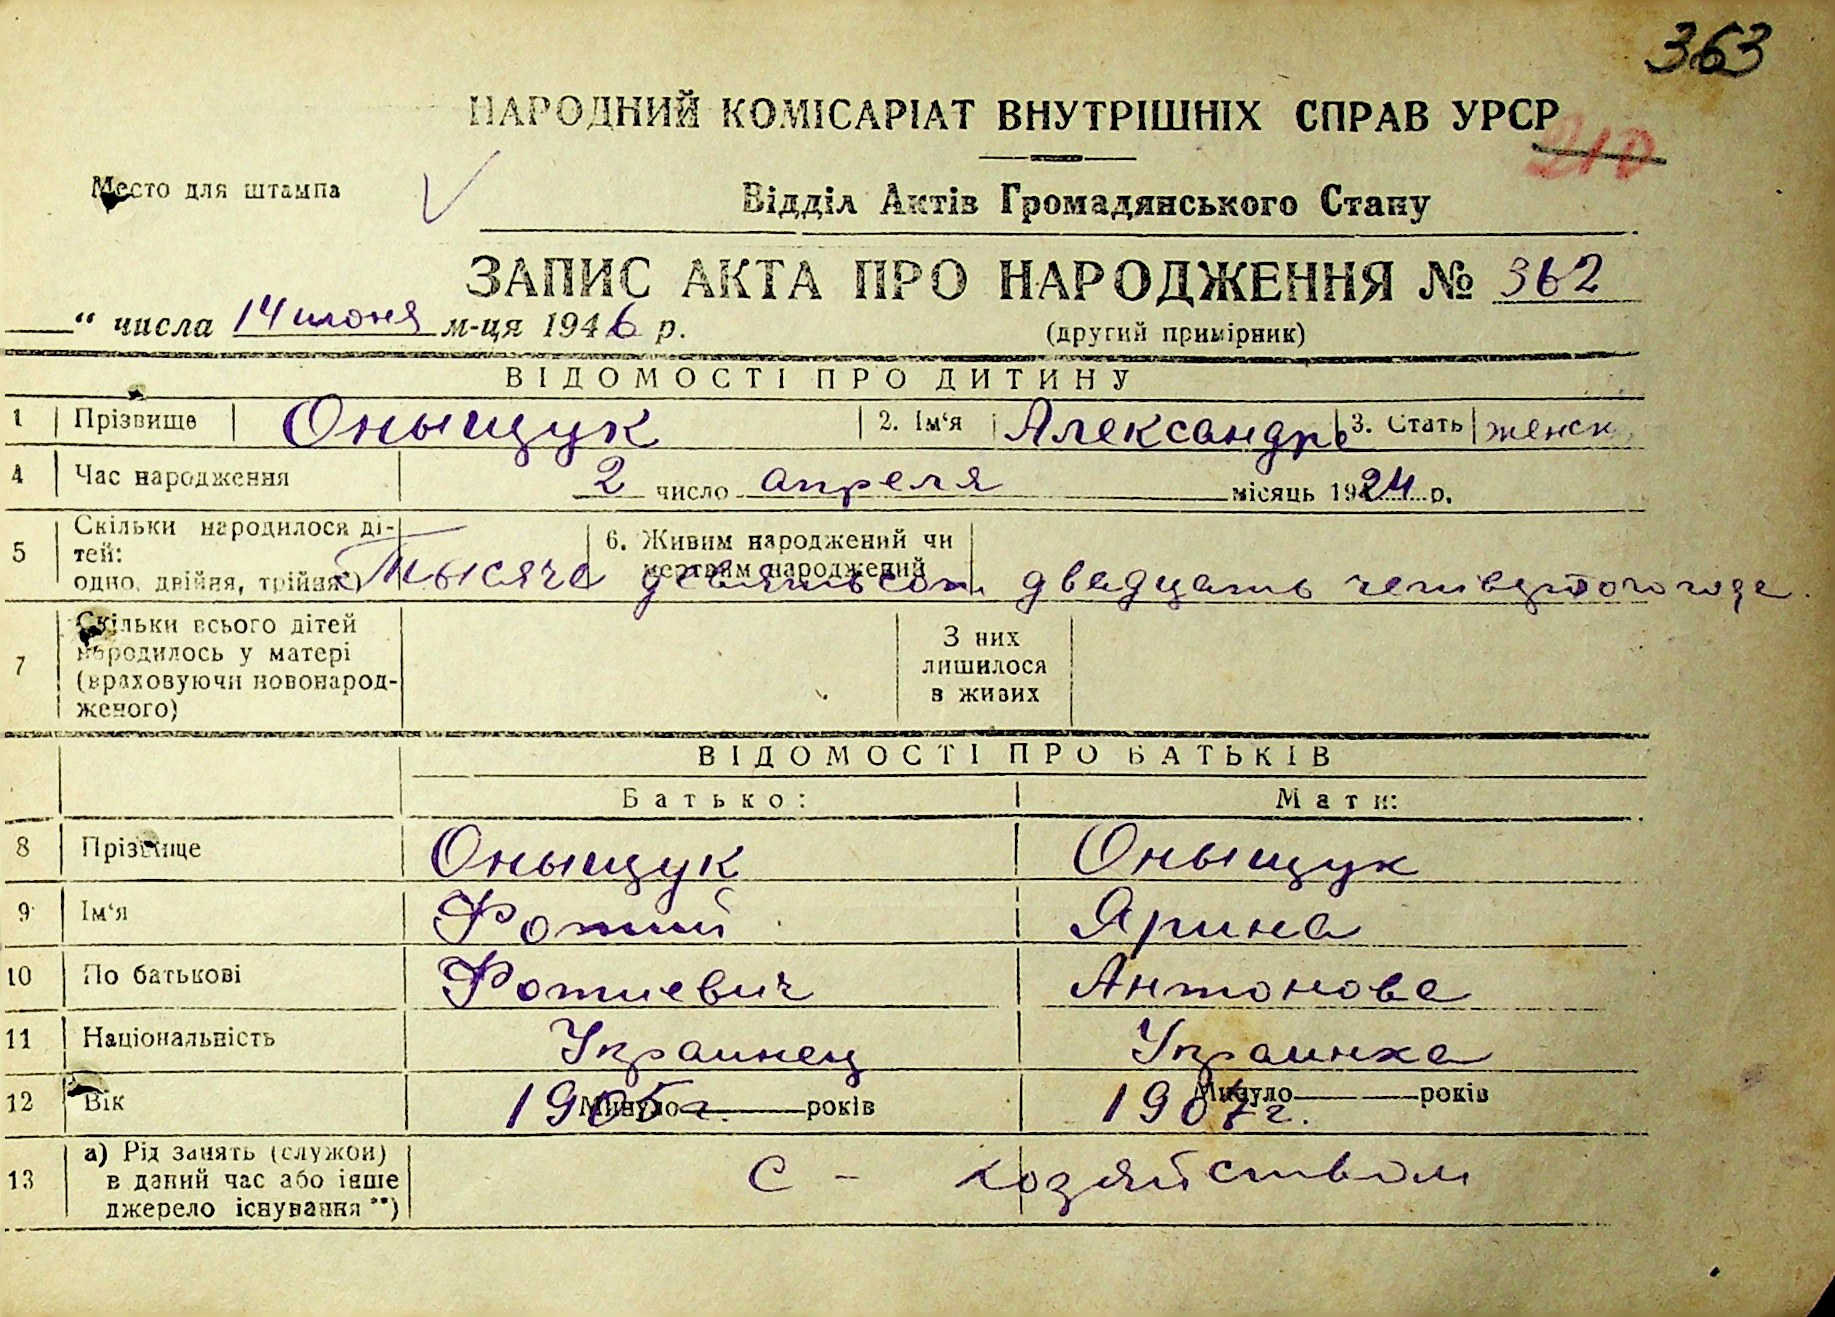 363
НАРОДНИЙ КОМІСАРІАТ ВНУТРІШНІХ СПРАВ УРСР
210
Место для штампа
Відділ Актів Громадянського Стану
ЗАПИС АКТА ПРО НАРОДЖЕННЯ № 362
“ числа 14 июня м-ця 1946 р. (другий примірник)
ВІДОМОСТІ ПРО ДИТИНУ
1 Прізвище Оныщук 2. Ім‘я Александра 3. Стать женск
4 Час народження 2 число апреля місяць 1924 р.
5 Скільки народилося ді-
тей:
одно, двійня, трійня*) 6. Живим народжений чи
мертвим народжений
Тысяча девятьсот двадцать четвертого года.
7 Скільки всього дітей
народилось у матері
(враховуючи новонарод-
женого)
З них
лишилося
в живих
ВІДОМОСТІ ПРО БАТЬКІВ
Батько: Мати:
8 Прізвище Оныщук Оныщук
9 Ім‘я Фотий Ярина
10 По батькові Фотиевич Антонова
11 Національність Украинец Украинка
12 Вік 1905 г. Минуло років 1907 г. Минуло років
13 а) Рід занять (служби)
в даний час або інше
джерело існування **)
С - хозяйством